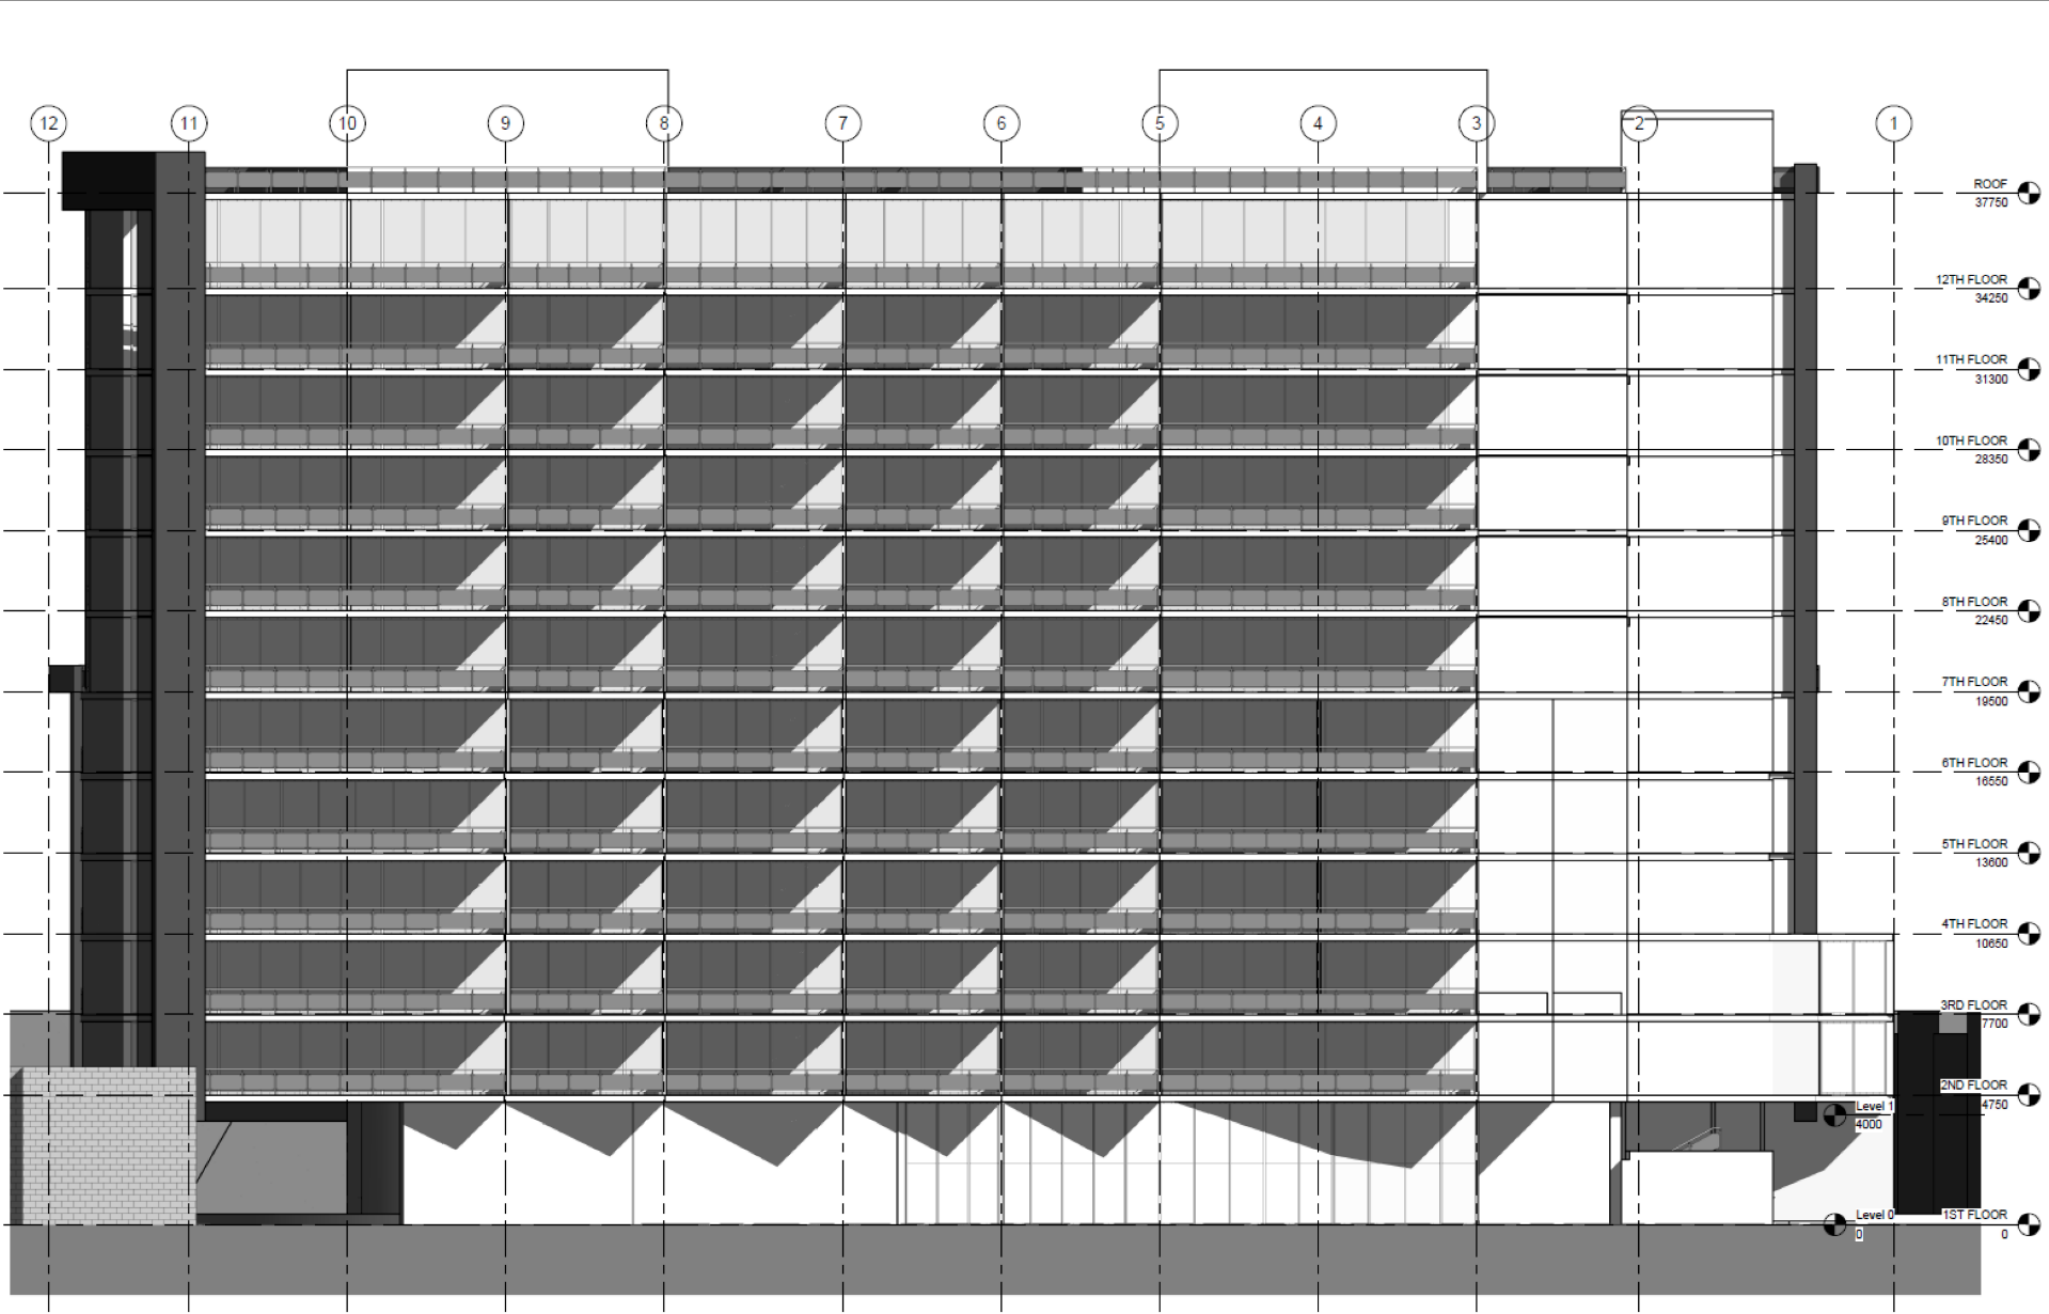 12 11 10 9 8 7 6 5 4 3 2 1
ROOF
37750
12TH FLOOR
34250
11TH FLOOR
31300
10TH FLOOR
28350
9TH FLOOR
25400
8TH FLOOR
22450
7TH FLOOR
19500
6TH FLOOR
16550
5TH FLOOR
13600
4TH FLOOR
10650
3RD FLOOR
7700
2ND FLOOR
4750
Level 1
4000
Level 0
0
1ST FLOOR
0